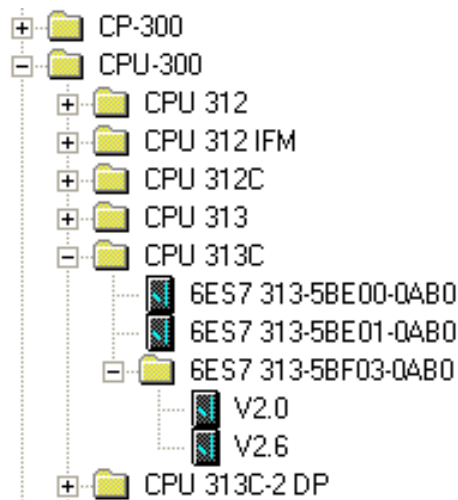 CP-300
CPU-300
CPU 312
CPU 312 IFM
CPU 312C
CPU 313
CPU 313C
6ES7 313-5BE00-0AB0
6ES7 313-5BE01-0AB0
6ES7 313-5BF03-0AB0
V2.0
V2.6
CPU 313C-2 DP